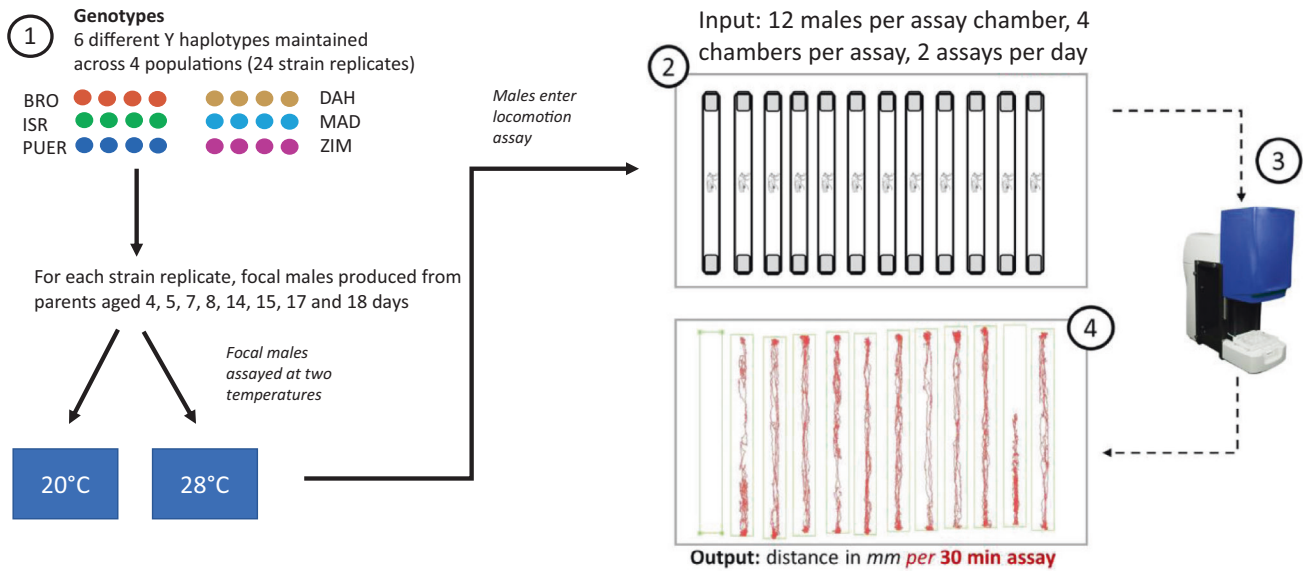 1
Genotypes
6 different Y haplotypes maintained
across 4 populations (24 strain replicates)
BRO
ISR
PUER
DAH
MAD
ZIM
For each strain replicate, focal males produced from
parents aged 4, 5, 7, 8, 14, 15, 17 and 18 days
Focal males
assayed at two
temperatures
20°C
28°C
Males enter
locomotion
assay
Input: 12 males per assay chamber, 4
chambers per assay, 2 assays per day
2
3
4
Output: distance in mm per 30 min assay